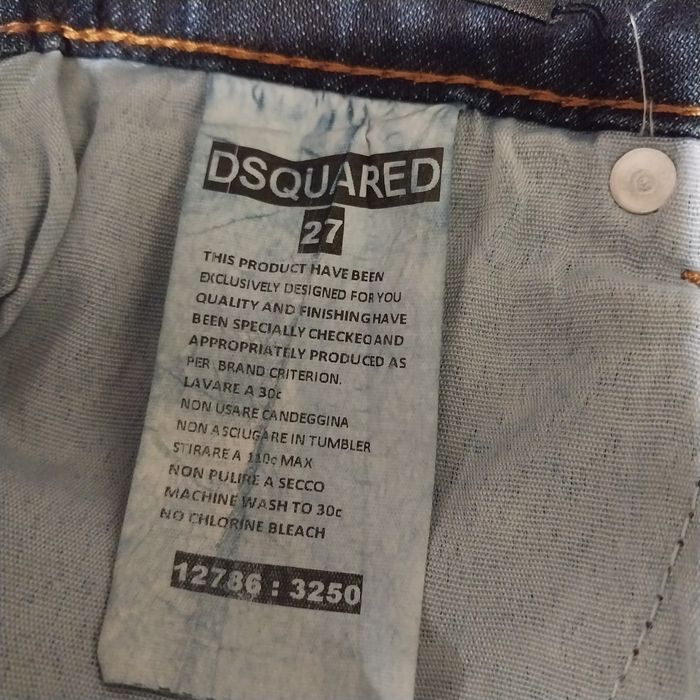 DSQUARED
27
THIS PRODUCT HAVE BEEN
EXCLUSIVELY DESIGNED FOR YOU
QUALITY AND FINISHING HAVE
BEEN SPECIALLY CHECKEO AND
APPROPRIATELY PRODUCED AS
PER BRAND CRITERION.
LAVARE A 30c
NON USARE CANDEGGINA
NON ASCIUGARE IN TUMBLER
STIRARE A 110c MAX
NON PULIRE A SECCO
MACHINE WASH TO 30c
NO CHLORINE BLEACH
12786 : 3250